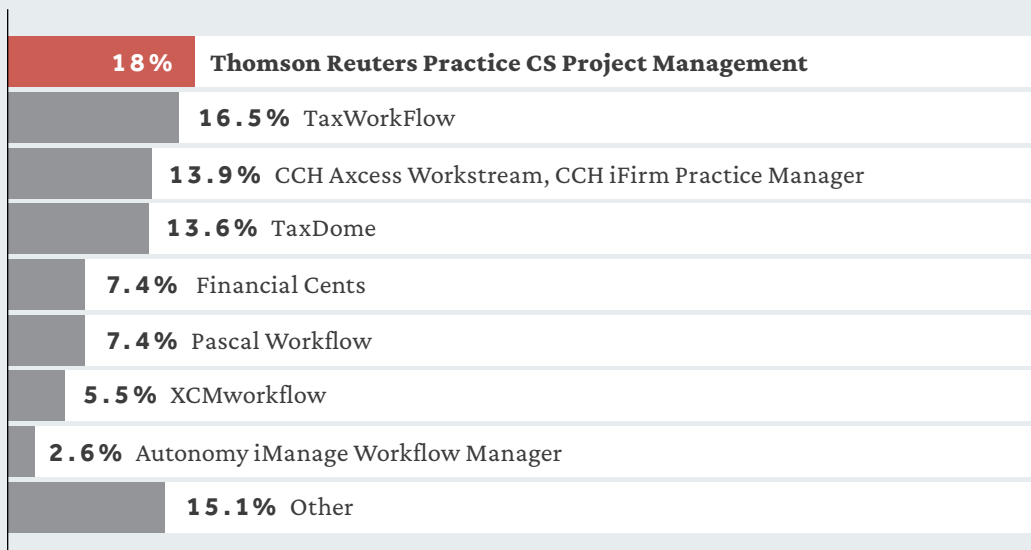 18% Thomson Reuters Practice CS Project Management
16.5% TaxWorkFlow
13.9% CCH Axcess Workstream, CCH iFirm Practice Manager
13.6% TaxDome
7.4% Financial Cents
7.4% Pascal Workflow
5.5% XCMworkflow
2.6% Autonomy iManage Workflow Manager
15.1% Other